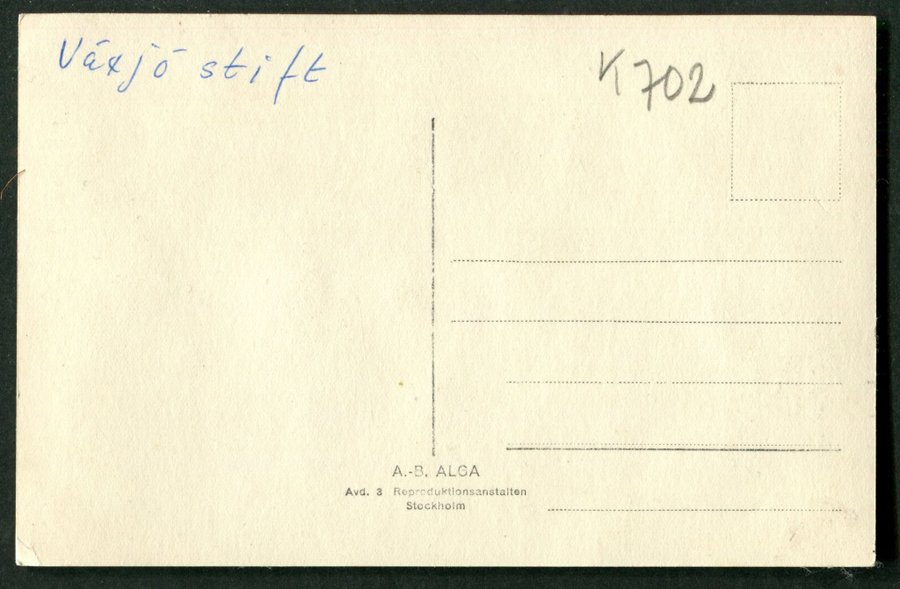 Växjö stift
K702
A.-B. ALGA
Avd. 3 Reproduktionsanstalten
Stockholm